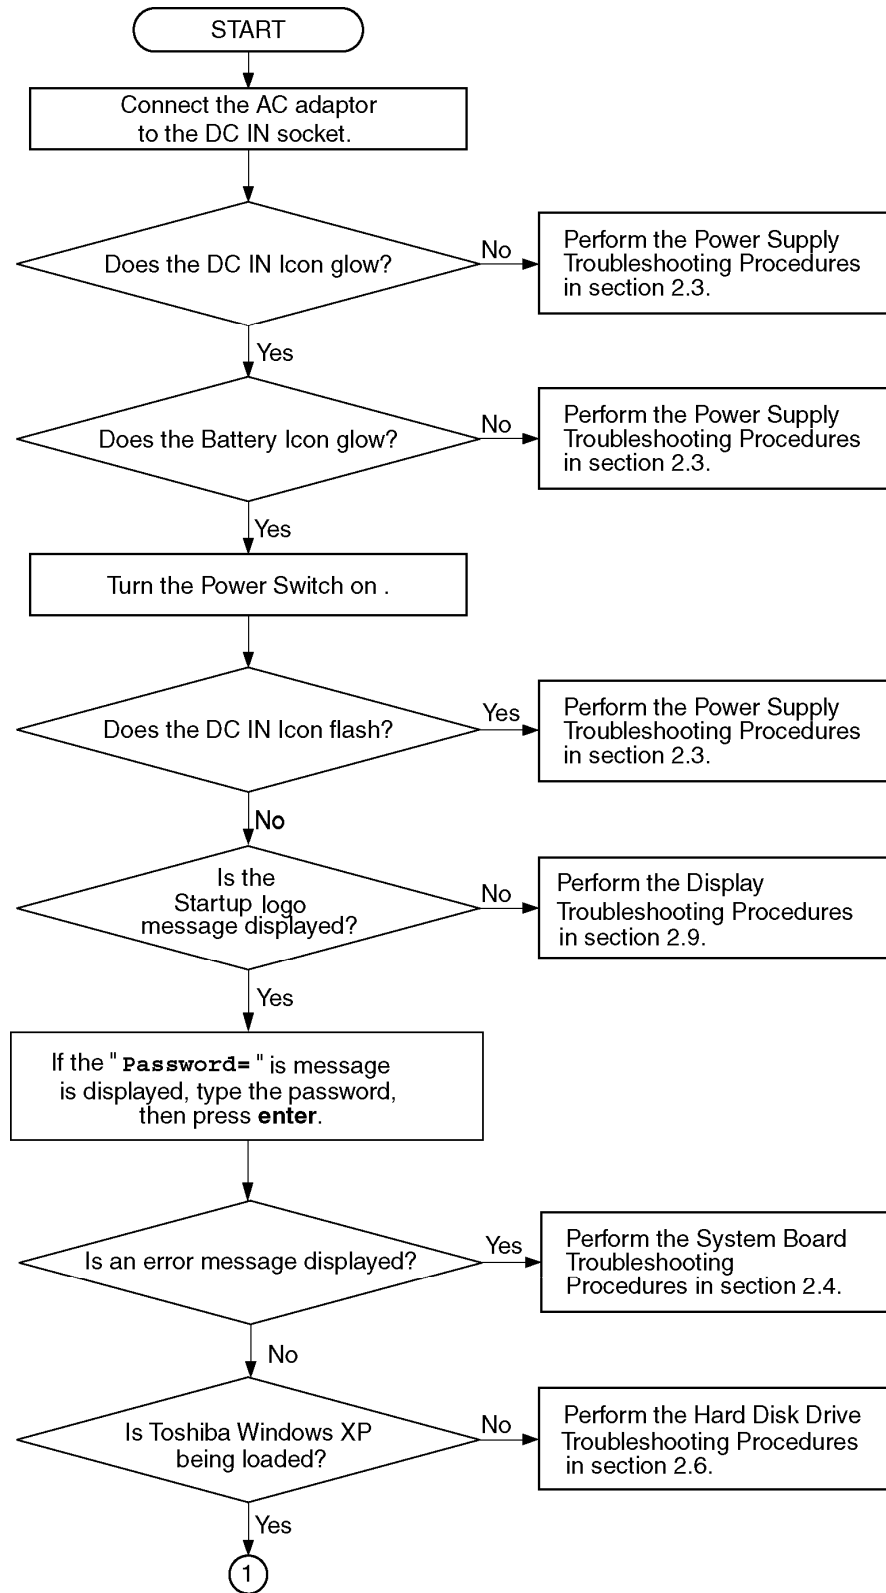 START
Connect the AC adaptor
to the DC IN socket.
Does the DC IN Icon glow?
No
Perform the Power Supply
Troubleshooting Procedures
in section 2.3.
Yes
Does the Battery Icon glow?
No
Perform the Power Supply
Troubleshooting Procedures
in section 2.3.
Yes
Turn the Power Switch on .
Does the DC IN Icon flash?
Yes
Perform the Power Supply
Troubleshooting Procedures
in section 2.3.
No
Is the
Startup logo
message displayed?
No
Perform the Display
Troubleshooting Procedures
in section 2.9.
Yes
If the " Password= " is message
is displayed, type the password,
then press enter.
Is an error message displayed?
Yes
Perform the System Board
Troubleshooting
Procedures in section 2.4.
No
Is Toshiba Windows XP
being loaded?
No
Perform the Hard Disk Drive
Troubleshooting Procedures
in section 2.6.
Yes
1